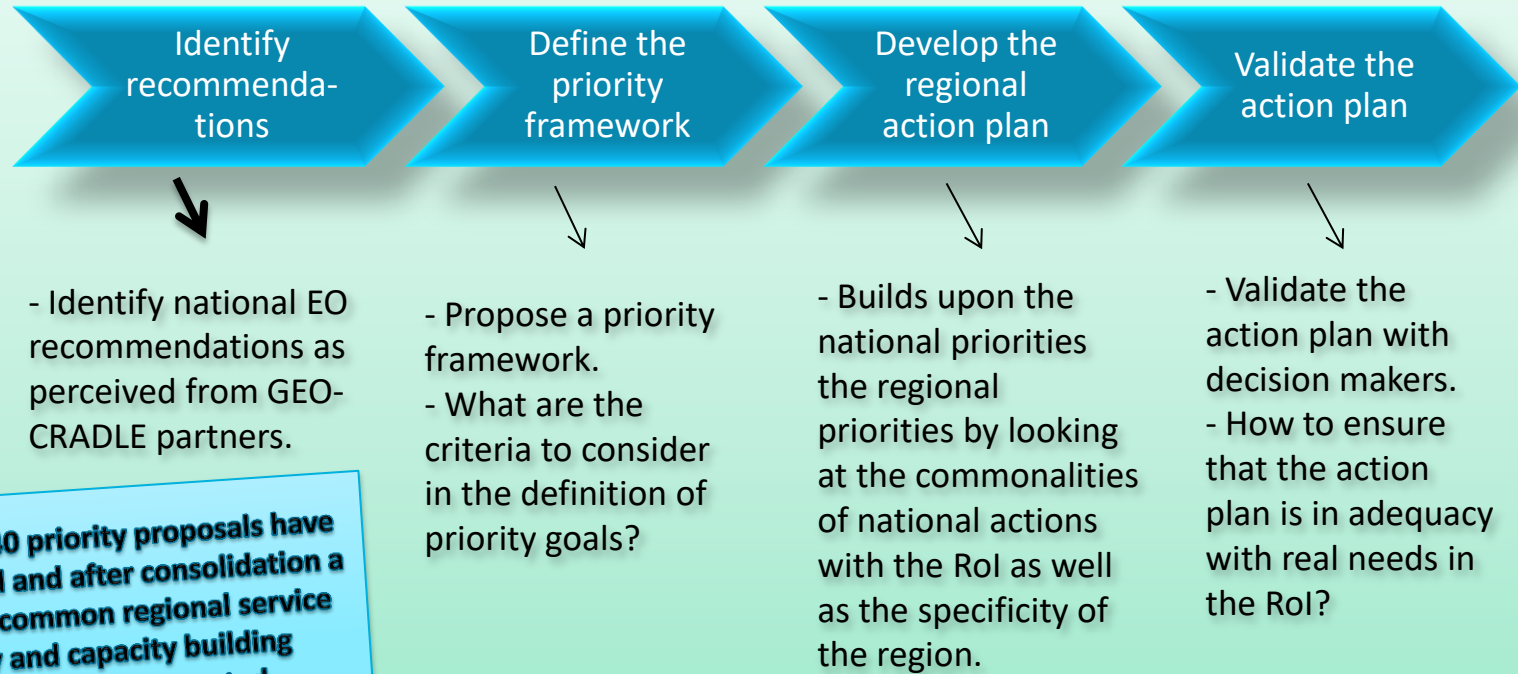 Identify
recommenda-
tions
Define the
priority
framework
Develop the
regional
action plan
Validate the
action plan
- Identify national EO
recommendations as
perceived from GEO-
CRADLE partners.
- Propose a priority
framework.
- What are the
criteria to consider
in the definition of
priority goals?
- Builds upon the
national priorities
the regional
priorities by looking
at the commonalities
of national actions
with the RoI as well
as the specificity of
the region.
- Validate the
action plan with
decision makers.
- How to ensure
that the action
plan is in adequacy
with real needs in
the RoI?
40 priority proposals have
and after consolidation a
common regional service
and capacity building